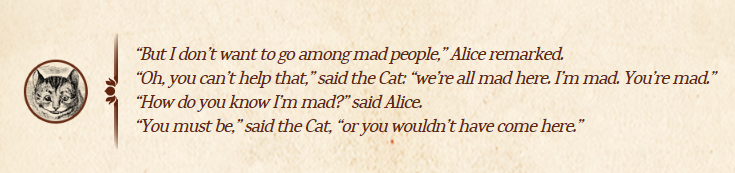 “But I don’t want to go among mad people,” Alice remarked.
“Oh, you can’t help that,” said the Cat: “we’re all mad here. I’m mad. You’re mad.”
“How do you know I’m mad?” said Alice.
“You must be,” said the Cat, “or you wouldn’t have come here.”